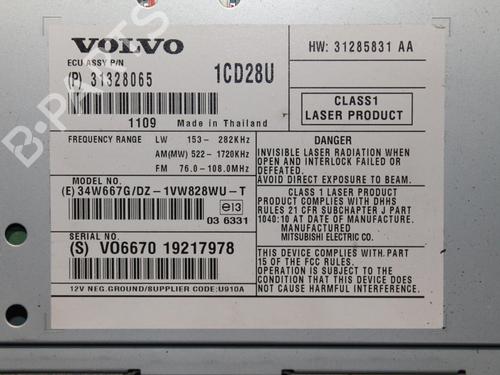 VOLVO
ECU ASSY P/N
(P) 31328065
1CD28U
1109 Made in Thailand
FREQUENCY RANGE LW 153- 282KHz
AM(MW) 522-1720KHz
FM 76.0-108.0MHz
MODEL NO.
(E) 34W667G/DZ-1VW828WU-T
e13
03 6331
SERIAL NO.
(S) VO6670 19217978
12V NEG.GROUND/SUPPLIER CODE:U910A
HW: 31285831 AA
CLASS1
LASER PRODUCT
DANGER
INVISIBLE LASER RADIATION WHEN
OPEN AND INTERLOCK FAILED OR
DEFEATED.
AVOID DIRECT EXPOSURE TO BEAM.
CLASS 1 LASER PRODUCT
PRODUCT COMPLIES WITH DHHS
RULES 21 CFR SUBCHAPTER J PART
1040:10 AT DATE OF MANUFACTURE.
MANUFACTURED
MITSUBISHI ELECTRIC CO.
THIS DEVICE COMPLIES WITH PART
15 OF THE FCC RULES.
OPERATION IS SUBJECT TO THE
CONDITION THAT THIS DEVICE DOES
NOT CAUSE HARMFUL INTERFERENCE.
B-PARTS